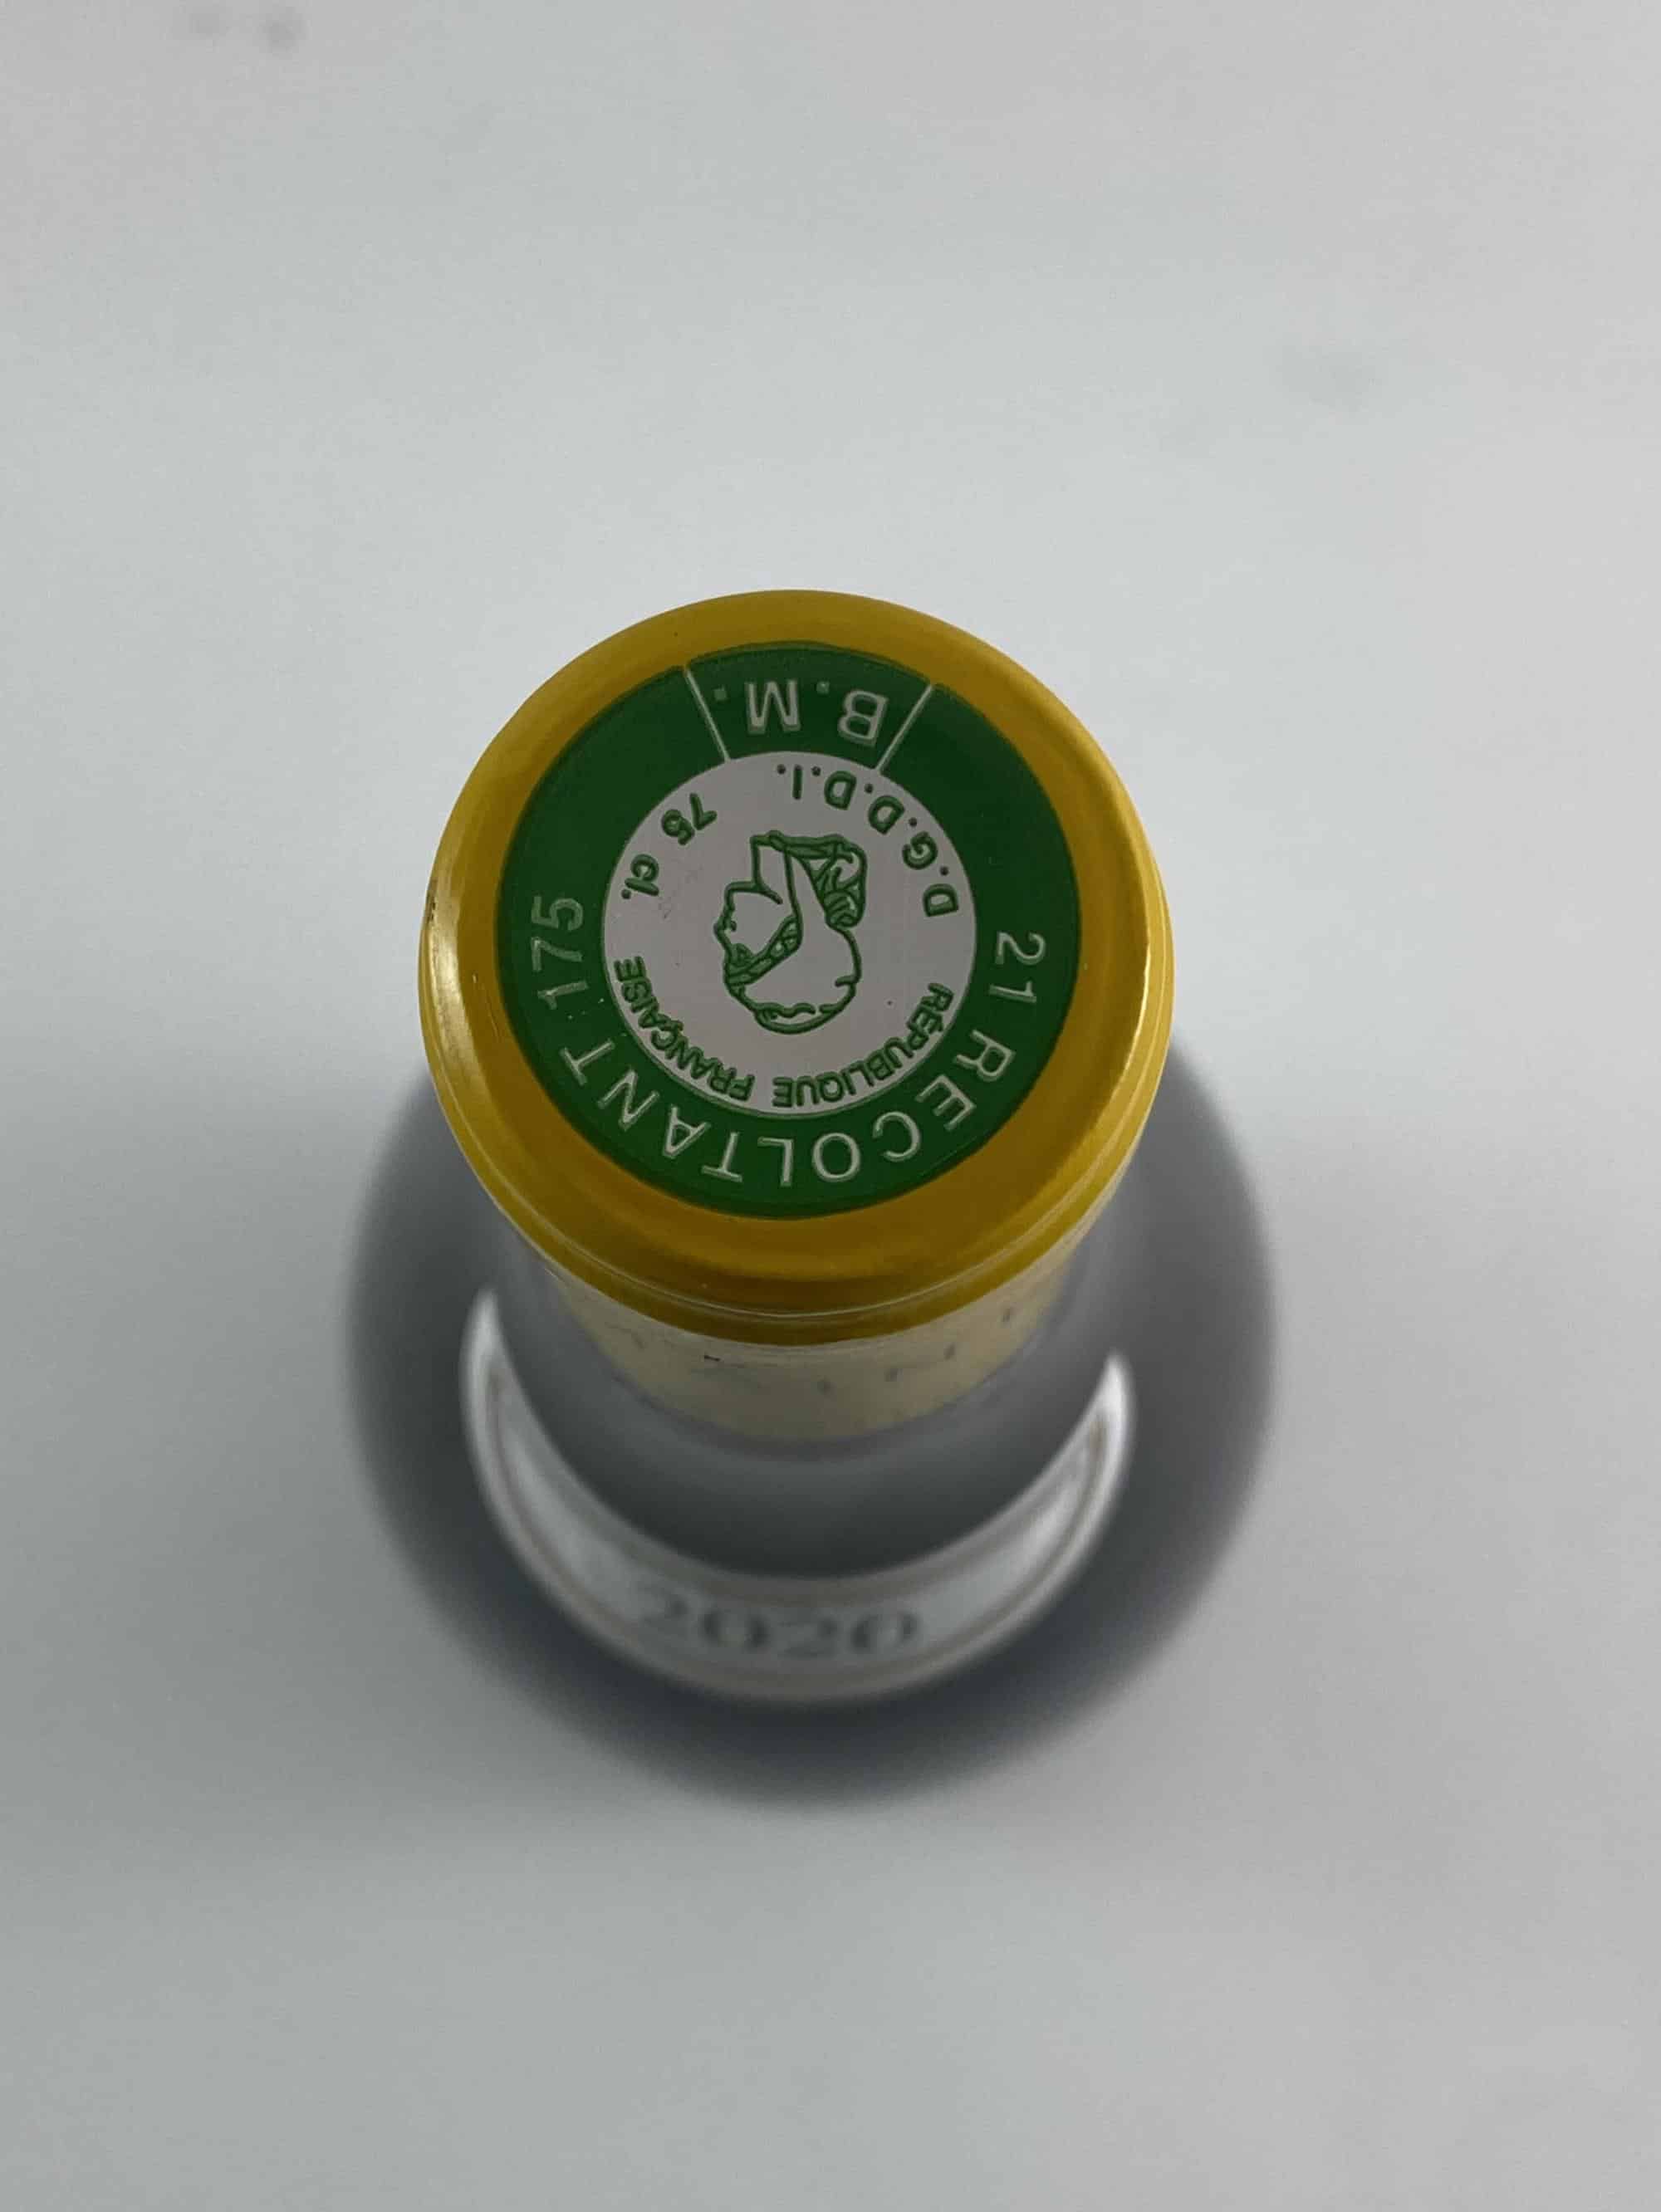 21 RECOLTANT 175
B.M.
RÉPUBLIQUE FRANÇAISE
75 cl.
D.G.D.D.I.
2020